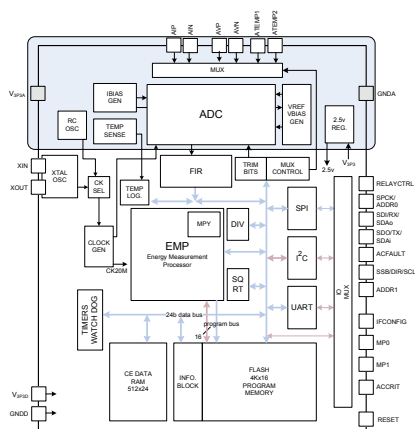 AIP
AIN
AVP
AVN
ATEMP1
ATEMP2
MUX
V3P3A
GNDA
IBIAS
GEN
ADC
VREF
VBIAS
GEN
RC
OSC
TEMP
SENSE
2.5v
REG.
2.5v
V3P3
XIN
XOUT
XTAL
OSC
CK
SEL
FIR
TRIM
BITS
MUX
CONTROL
TEMP
LOG.
RELAYCTRL
SPCK/
ADDR0
SDI/RX/
SDAo
SDO/TX/
SDAi
ACFAULT
SSB/DIR/SCL
ADDR1
IFCONFIG
MP0
MP1
ACCRIT
RESET
CLOCK
GEN
CK20M
EMP
Energy Measurement
Processor
MPY
DIV
SQ
RT
SPI
I2C
UART
IO MUX
TIMERS
WATCH DOG
24b data bus
program bus
16
CE DATA
RAM
512x24
INFO.
BLOCK
FLASH
4Kx16
PROGRAM
MEMORY
V3P3D
GNDD